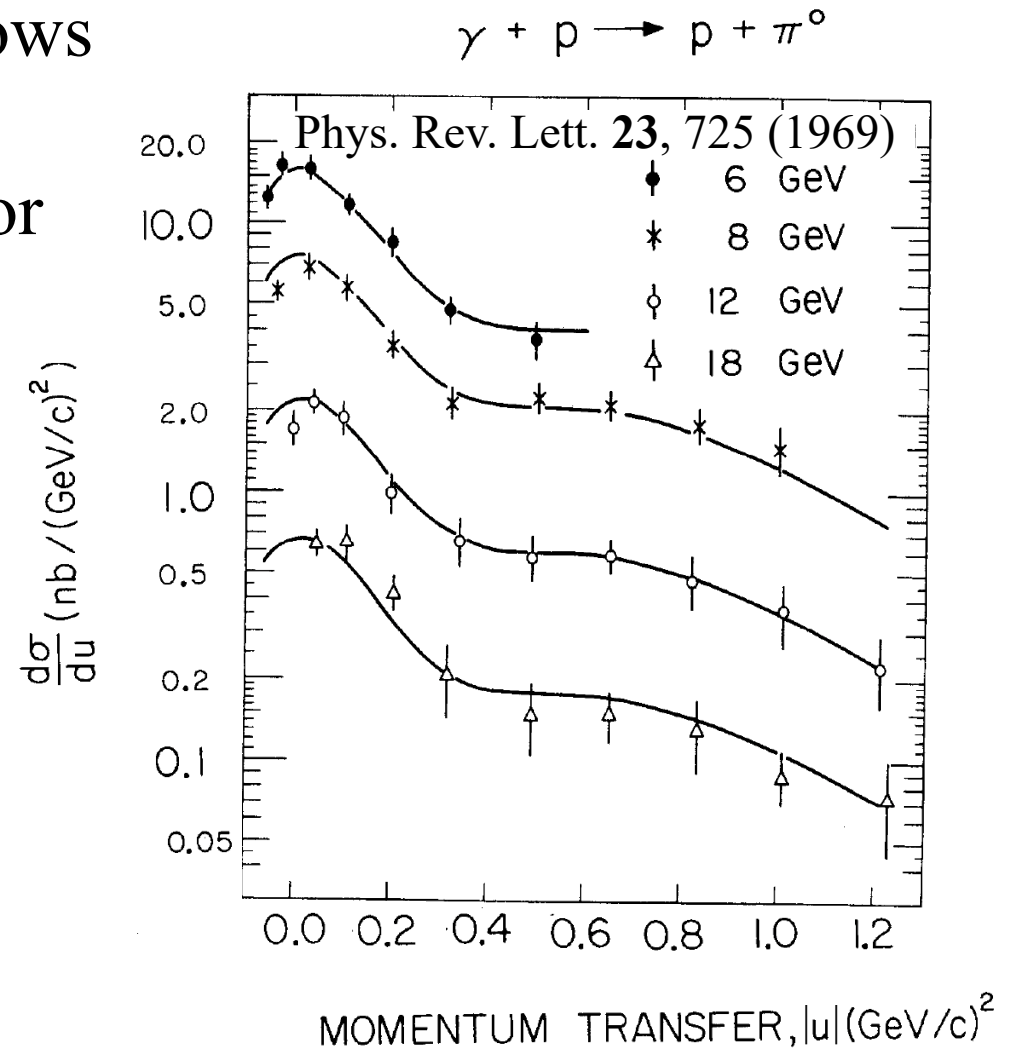 ows
or
γ + p → p + π°
Phys. Rev. Lett. 23, 725 (1969)
6 GeV
8 GeV
12 GeV
18 GeV
20.0
10.0
5.0
2.0
1.0
0.5
0.2
0.1
0.05
dσ/du (nb/(GeV/c)²)
0.0 0.2 0.4 0.6 0.8 1.0 1.2
MOMENTUM TRANSFER, |u| (GeV/c)²